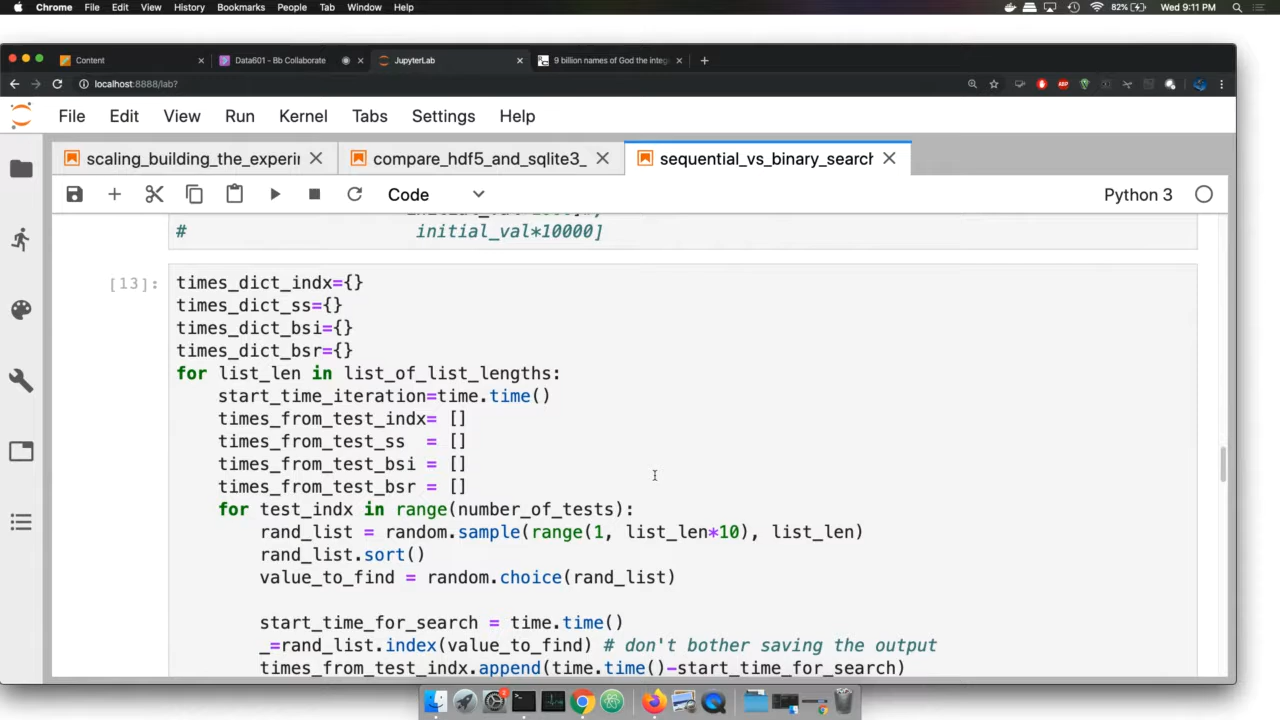 Chrome File Edit View History Bookmarks People Tab Window Help 82% Wed 9:11 PM
Content Data601 - Bb Collaborate JupyterLab 9 billion names of God the integ
localhost:8888/lab?
File Edit View Run Kernel Tabs Settings Help
scaling_building_the_experin compare_hdf5_and_sqlite3_ sequential_vs_binary_search
Code Python 3
# initial_val*10000]
[13]: times_dict_indx={}
times_dict_ss={}
times_dict_bsi={}
times_dict_bsr={}
for list_len in list_of_list_lengths:
start_time_iteration=time.time()
times_from_test_indx= []
times_from_test_ss = []
times_from_test_bsi = []
times_from_test_bsr = []
for test_indx in range(number_of_tests):
rand_list = random.sample(range(1, list_len*10), list_len)
rand_list.sort()
value_to_find = random.choice(rand_list)
start_time_for_search = time.time()
_=rand_list.index(value_to_find) # don't bother saving the output
times_from_test_indx.append(time.time()-start_time_for_search)